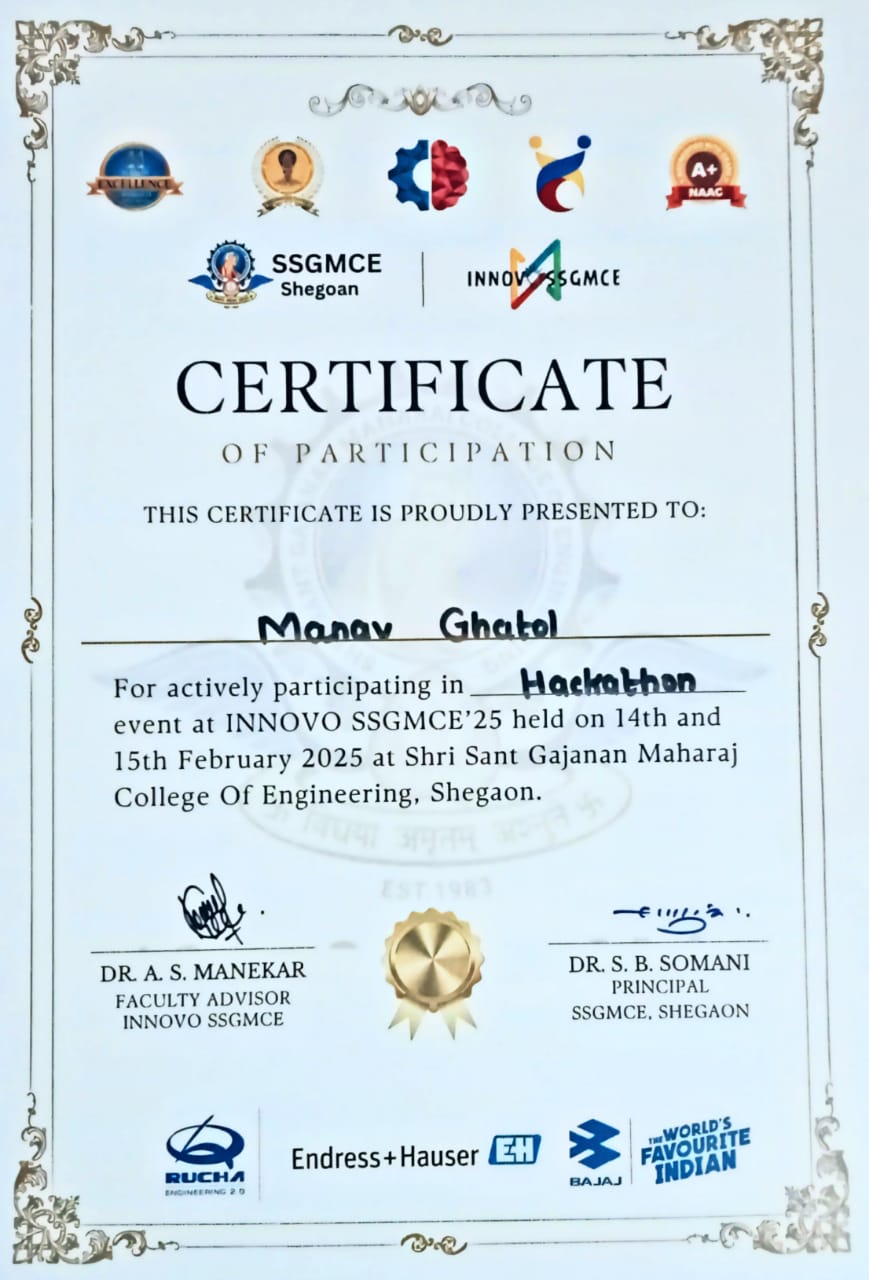 EXCELLENCE
A+
NAAC
SSGMCE
Shegoan
INNOVO SSGMCE
CERTIFICATE
OF PARTICIPATION
THIS CERTIFICATE IS PROUDLY PRESENTED TO:
Manav Ghatol
For actively participating in Hackathon
event at INNOVO SSGMCE'25 held on 14th and
15th February 2025 at Shri Sant Gajanan Maharaj
College Of Engineering, Shegaon.
EST 1983
DR. A. S. MANEKAR
FACULTY ADVISOR
INNOVO SSGMCE
DR. S. B. SOMANI
PRINCIPAL
SSGMCE, SHEGAON
RUCHA
ENGINEERING 2.0
Endress+Hauser
EH
BAJAJ
THE WORLD'S
FAVOURITE
INDIAN